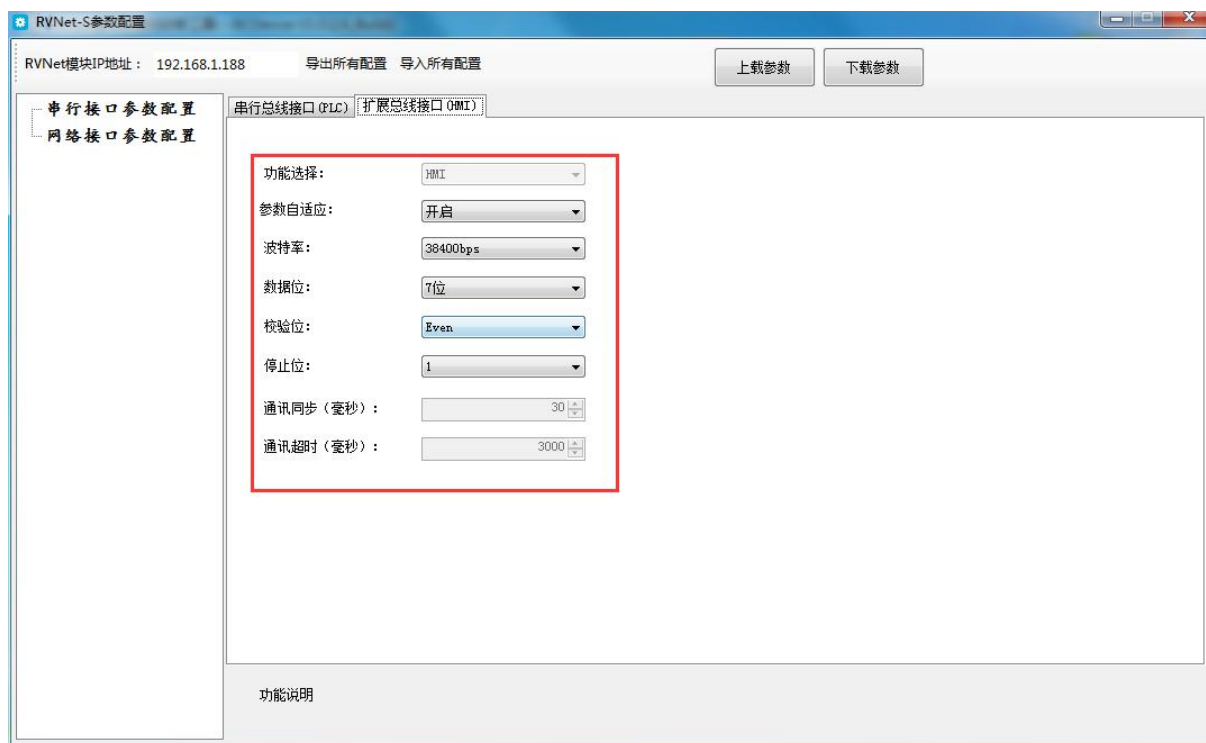 RVNet-S参数配置
RVNet模块IP地址： 192.168.1.188 导出所有配置 导入所有配置 上载参数 下载参数
串行接口参数配置
网络接口参数配置
串行总线接口(PLC) 扩展总线接口(HMI)
功能选择： HMI
参数自适应： 开启
波特率： 38400bps
数据位： 7位
校验位： Even
停止位： 1
通讯同步（毫秒）： 30
通讯超时（毫秒）： 3000
功能说明